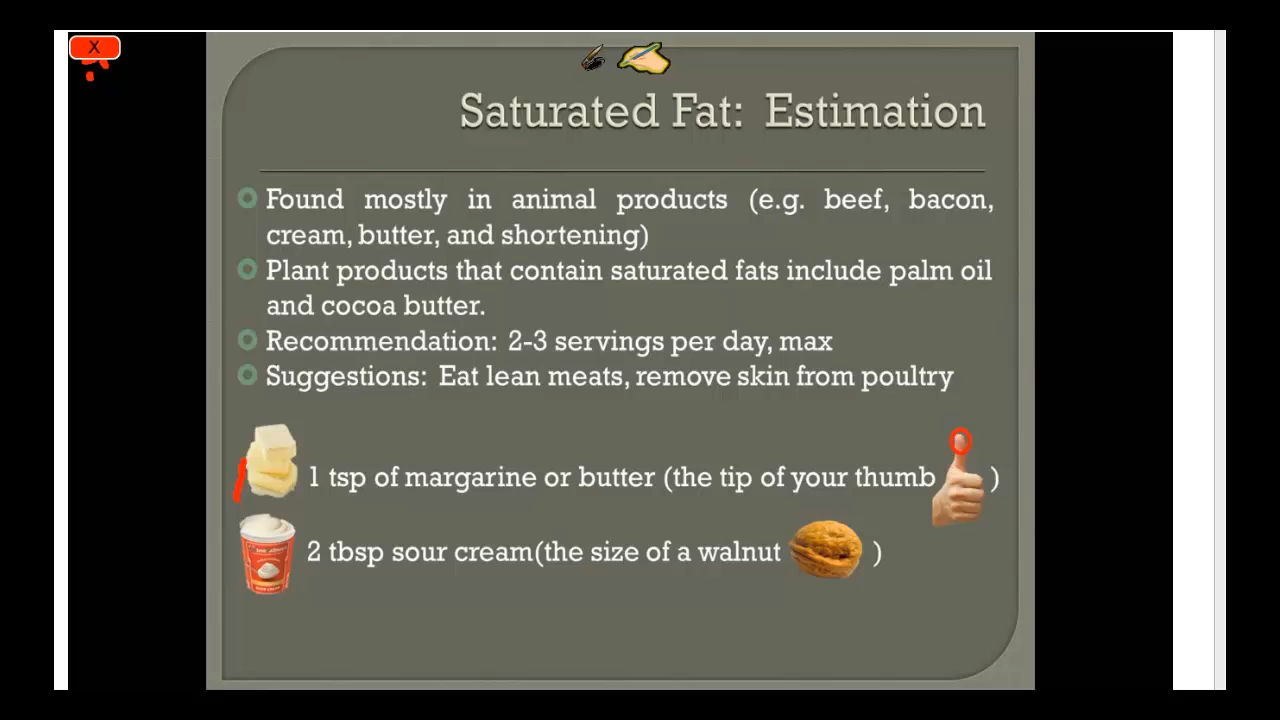 X
Saturated Fat: Estimation
Found mostly in animal products (e.g. beef, bacon,
cream, butter, and shortening)
Plant products that contain saturated fats include palm oil
and cocoa butter.
Recommendation: 2-3 servings per day, max
Suggestions: Eat lean meats, remove skin from poultry
1 tsp of margarine or butter (the tip of your thumb )
2 tbsp sour cream(the size of a walnut )